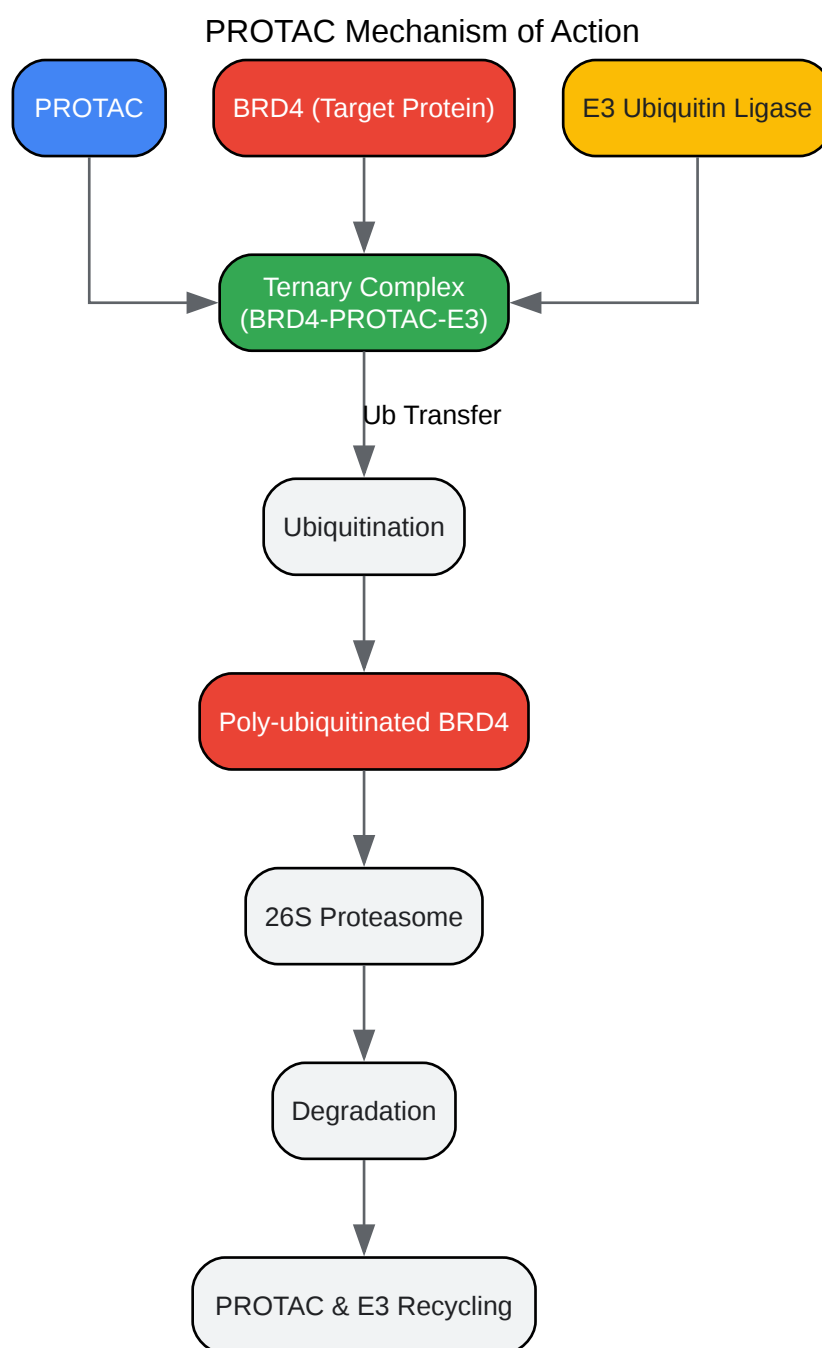 PROTAC Mechanism of Action
PROTAC
BRD4 (Target Protein)
E3 Ubiquitin Ligase
Ternary Complex
(BRD4-PROTAC-E3)
Ub Transfer
Ubiquitination
Poly-ubiquitinated BRD4
26S Proteasome
Degradation
PROTAC & E3 Recycling